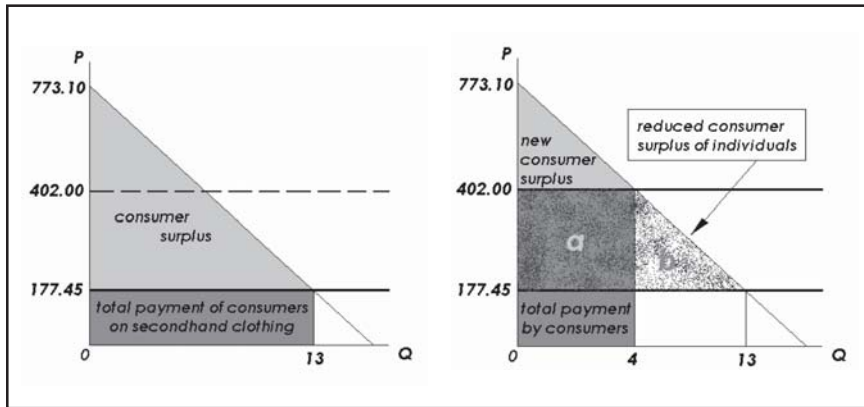 P
773.10
402.00
consumer
surplus
177.45
total payment of consumers
on secondhand clothing
0
13
Q
P
773.10
reduced consumer
surplus of individuals
new
consumer
surplus
402.00
a
b
177.45
total payment
by consumers
0
4
13
Q